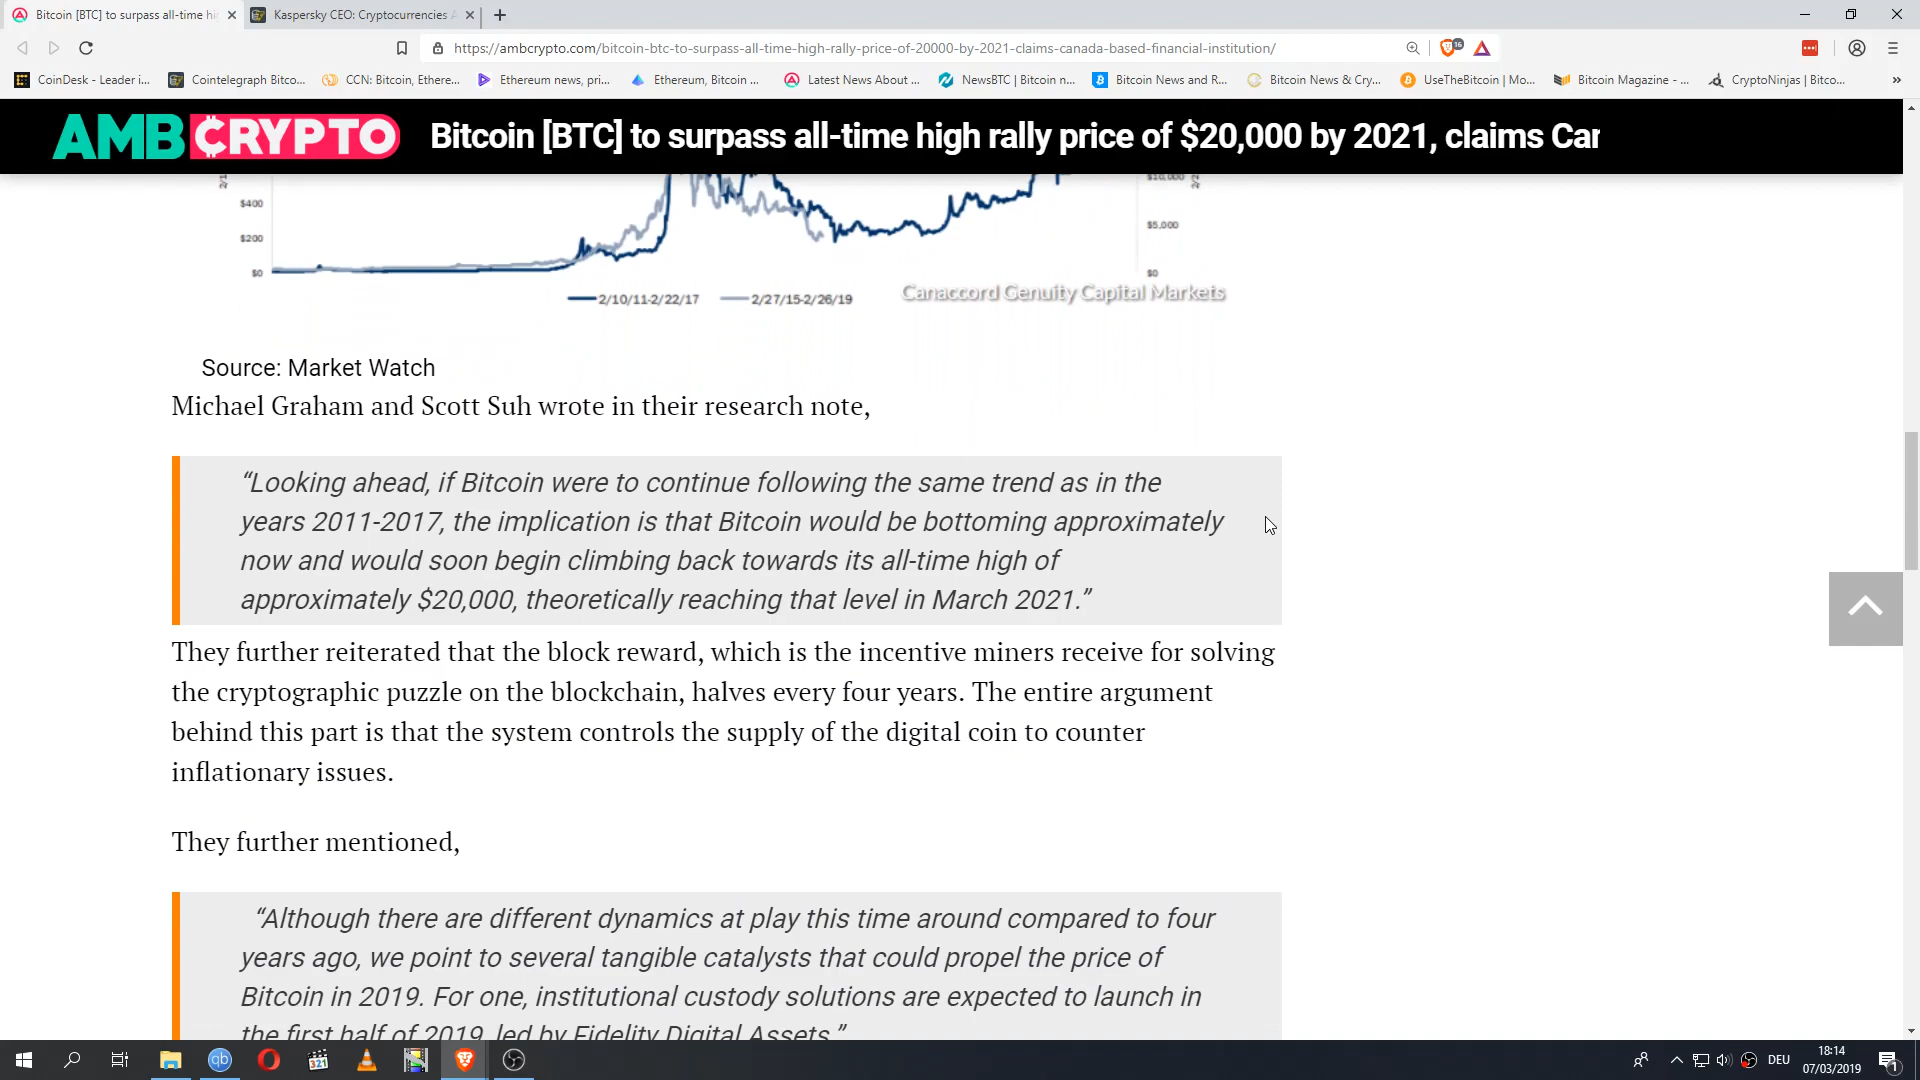 Bitcoin [BTC] to surpass all-time hi
Kaspersky CEO: Cryptocurrencies A
https://ambcrypto.com/bitcoin-btc-to-surpass-all-time-high-rally-price-of-20000-by-2021-claims-canada-based-financial-institution/
16
CoinDesk - Leader i...
Cointelegraph Bitco...
CCN: Bitcoin, Ethere...
Ethereum news, pri...
Ethereum, Bitcoin ...
Latest News About ...
NewsBTC | Bitcoin n...
Bitcoin News and R...
Bitcoin News & Cry...
UseTheBitcoin | Mo...
Bitcoin Magazine - ...
CryptoNinjas | Bitco...
»
AMBCRYPTO
Bitcoin [BTC] to surpass all-time high rally price of $20,000 by 2021, claims Can
$10,000
$400
$5,000
$200
$0
$0
2/10/11-2/22/17
2/27/15-2/26/19
Canaccord Genuity Capital Markets
Source: Market Watch
Michael Graham and Scott Suh wrote in their research note,
“Looking ahead, if Bitcoin were to continue following the same trend as in the
years 2011-2017, the implication is that Bitcoin would be bottoming approximately
now and would soon begin climbing back towards its all-time high of
approximately $20,000, theoretically reaching that level in March 2021.”
They further reiterated that the block reward, which is the incentive miners receive for solving
the cryptographic puzzle on the blockchain, halves every four years. The entire argument
behind this part is that the system controls the supply of the digital coin to counter
inflationary issues.
They further mentioned,
“Although there are different dynamics at play this time around compared to four
years ago, we point to several tangible catalysts that could propel the price of
Bitcoin in 2019. For one, institutional custody solutions are expected to launch in
the first half of 2019, led by Fidelity Digital Assets.”
qb
321
DEU
18:14
07/03/2019
1